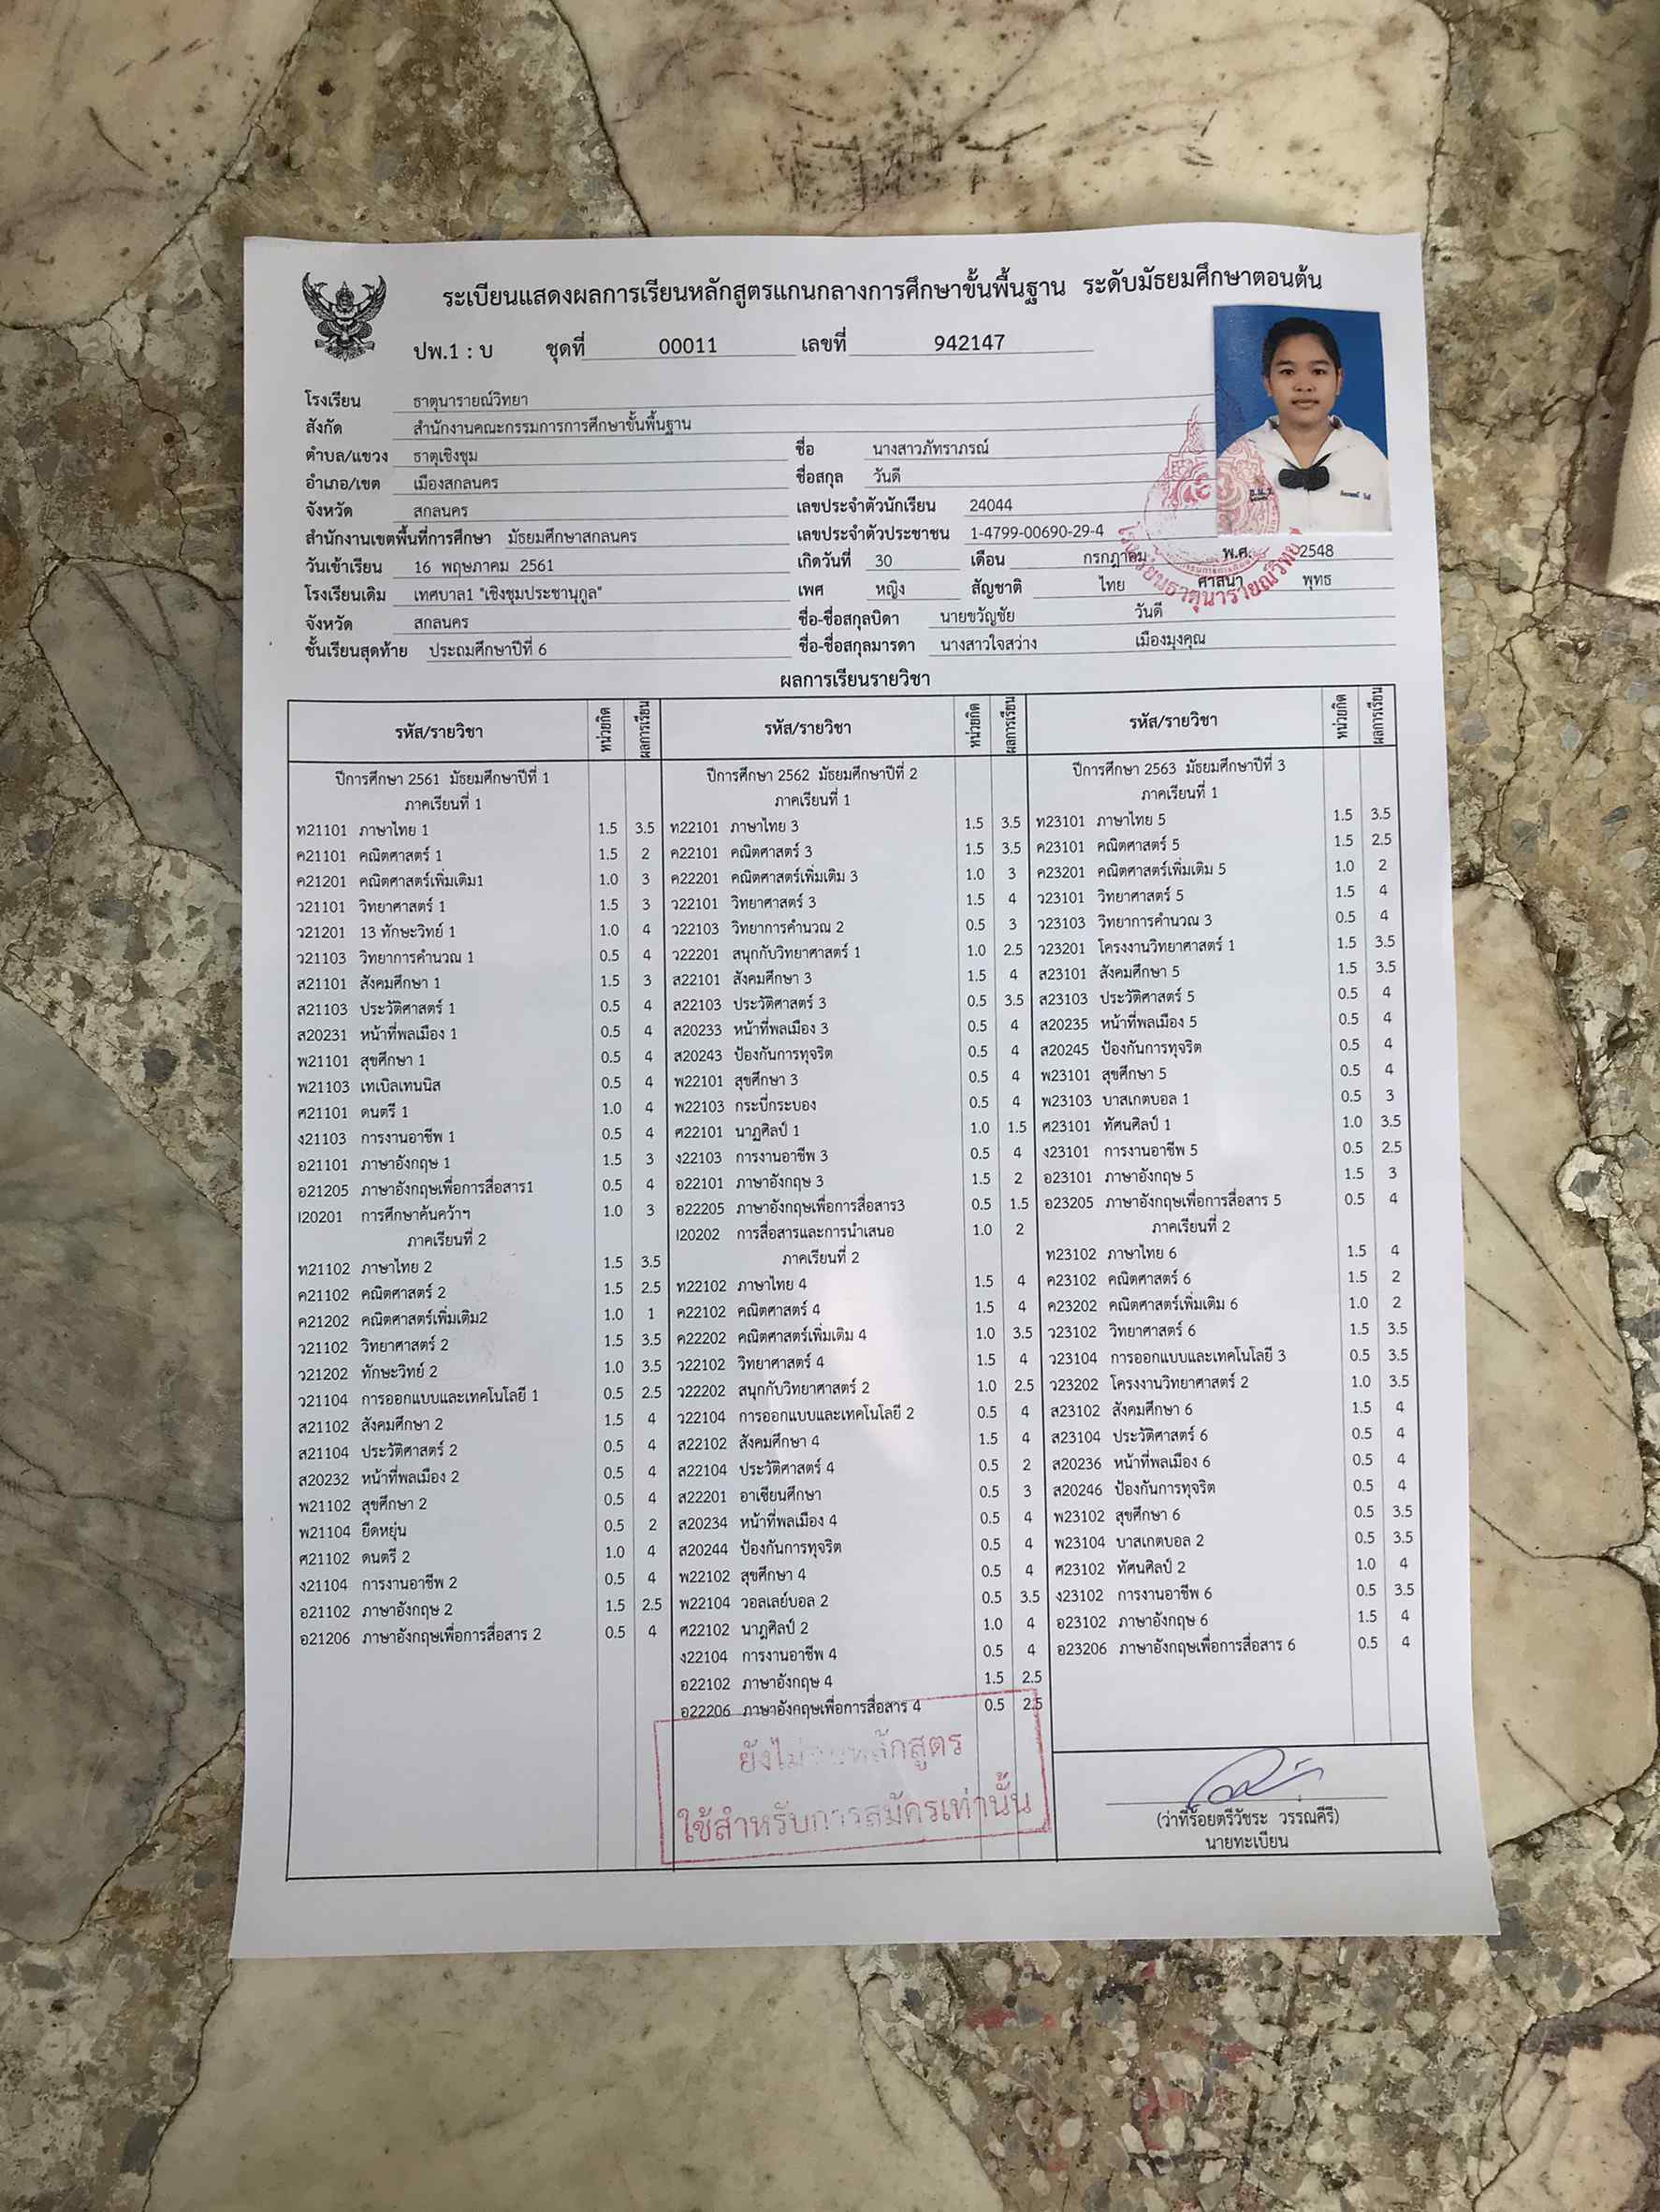 ระเบียนแสดงผลการเรียนหลักสูตรแกนกลางการศึกษาขั้นพื้นฐาน ระดับมัธยมศึกษาตอนต้น
ปพ.1 : บ ชุดที่ 00011 เลขที่ 942147
โรงเรียน ธาตุนารายณ์วิทยา
สังกัด สำนักงานคณะกรรมการการศึกษาขั้นพื้นฐาน
ตำบล/แขวง ธาตุเชิงชุม
อำเภอ/เขต เมืองสกลนคร
จังหวัด สกลนคร
สำนักงานเขตพื้นที่การศึกษา มัธยมศึกษาสกลนคร
วันเข้าเรียน 16 พฤษภาคม 2561
โรงเรียนเดิม เทศบาล1 "เชิงชุมประชานุกูล"
จังหวัด สกลนคร
ชั้นเรียนสุดท้าย ประถมศึกษาปีที่ 6
ชื่อ นางสาวภัทราภรณ์
ชื่อสกุล วันดี
เลขประจำตัวนักเรียน 24044
เลขประจำตัวประชาชน 1-4799-00690-29-4
เกิดวันที่ 30 เดือน กรกฎาคม พ.ศ. 2548
เพศ หญิง สัญชาติ ไทย ศาสนา พุทธ
ชื่อ-ชื่อสกุลบิดา นายขวัญชัย วันดี
ชื่อ-ชื่อสกุลมารดา นางสาวใจสว่าง เมืองมุงคุณ
ผลการเรียนรายวิชา
รหัส/รายวิชา หน่วยกิต ผลการเรียน
ปีการศึกษา 2561 มัธยมศึกษาปีที่ 1
ภาคเรียนที่ 1
ท21101 ภาษาไทย 1 1.5 3.5
ค21101 คณิตศาสตร์ 1 1.5 2
ค21201 คณิตศาสตร์เพิ่มเติม1 1.0 3
ว21101 วิทยาศาสตร์ 1 1.5 3
ว21201 13 ทักษะวิทย์ 1 1.0 4
ว21103 วิทยาการคำนวณ 1 0.5 4
ส21101 สังคมศึกษา 1 1.5 3
ส21103 ประวัติศาสตร์ 1 0.5 4
ส20231 หน้าที่พลเมือง 1 0.5 4
พ21101 สุขศึกษา 1 0.5 4
พ21103 เทเบิลเทนนิส 0.5 4
ศ21101 ดนตรี 1 1.0 4
ง21103 การงานอาชีพ 1 0.5 4
อ21101 ภาษาอังกฤษ 1 1.5 3
อ21205 ภาษาอังกฤษเพื่อการสื่อสาร1 0.5 4
I20201 การศึกษาค้นคว้าฯ 1.0 3
ภาคเรียนที่ 2
ท21102 ภาษาไทย 2 1.5 3.5
ค21102 คณิตศาสตร์ 2 1.5 2.5
ค21202 คณิตศาสตร์เพิ่มเติม2 1.0 1
ว21102 วิทยาศาสตร์ 2 1.5 3.5
ว21202 ทักษะวิทย์ 2 1.0 3.5
ว21104 การออกแบบและเทคโนโลยี 1 0.5 2.5
ส21102 สังคมศึกษา 2 1.5 4
ส21104 ประวัติศาสตร์ 2 0.5 4
ส20232 หน้าที่พลเมือง 2 0.5 4
พ21102 สุขศึกษา 2 0.5 4
พ21104 ยืดหยุ่น 0.5 2
ศ21102 ดนตรี 2 1.0 4
ง21104 การงานอาชีพ 2 0.5 4
อ21102 ภาษาอังกฤษ 2 1.5 2.5
อ21206 ภาษาอังกฤษเพื่อการสื่อสาร 2 0.5 4
รหัส/รายวิชา หน่วยกิต ผลการเรียน
ปีการศึกษา 2562 มัธยมศึกษาปีที่ 2
ภาคเรียนที่ 1
ท22101 ภาษาไทย 3 1.5 3.5
ค22101 คณิตศาสตร์ 3 1.5 3.5
ค22201 คณิตศาสตร์เพิ่มเติม 3 1.0 3
ว22101 วิทยาศาสตร์ 3 1.5 4
ว22103 วิทยาการคำนวณ 2 0.5 3
ว22201 สนุกกับวิทยาศาสตร์ 1 1.0 2.5
ส22101 สังคมศึกษา 3 1.5 4
ส22103 ประวัติศาสตร์ 3 0.5 3.5
ส20233 หน้าที่พลเมือง 3 0.5 4
ส20243 ป้องกันการทุจริต 0.5 4
พ22101 สุขศึกษา 3 0.5 4
พ22103 กระบี่กระบอง 0.5 4
ศ22101 นาฏศิลป์ 1 1.0 1.5
ง22103 การงานอาชีพ 3 0.5 4
อ22101 ภาษาอังกฤษ 3 1.5 2
อ22205 ภาษาอังกฤษเพื่อการสื่อสาร3 0.5 1.5
I20202 การสื่อสารและการนำเสนอ 1.0 2
ภาคเรียนที่ 2
ท22102 ภาษาไทย 4 1.5 4
ค22102 คณิตศาสตร์ 4 1.5 4
ค22202 คณิตศาสตร์เพิ่มเติม 4 1.0 3.5
ว22102 วิทยาศาสตร์ 4 1.5 4
ว22202 สนุกกับวิทยาศาสตร์ 2 1.0 2.5
ว22104 การออกแบบและเทคโนโลยี 2 0.5 4
ส22102 สังคมศึกษา 4 1.5 4
ส22104 ประวัติศาสตร์ 4 0.5 2
ส22201 อาเซียนศึกษา 0.5 3
ส20234 หน้าที่พลเมือง 4 0.5 4
ส20244 ป้องกันการทุจริต 0.5 4
พ22102 สุขศึกษา 4 0.5 4
พ22104 วอลเลย์บอล 2 0.5 3.5
ศ22102 นาฏศิลป์ 2 1.0 4
ง22104 การงานอาชีพ 4 0.5 4
อ22102 ภาษาอังกฤษ 4 1.5 2.5
อ22206 ภาษาอังกฤษเพื่อการสื่อสาร 4 0.5 2.5
ยังไม่จบหลักสูตร
ใช้สำหรับการสมัครเท่านั้น
รหัส/รายวิชา หน่วยกิต ผลการเรียน
ปีการศึกษา 2563 มัธยมศึกษาปีที่ 3
ภาคเรียนที่ 1
ท23101 ภาษาไทย 5 1.5 3.5
ค23101 คณิตศาสตร์ 5 1.5 2.5
ค23201 คณิตศาสตร์เพิ่มเติม 5 1.0 2
ว23101 วิทยาศาสตร์ 5 1.5 4
ว23103 วิทยาการคำนวณ 3 0.5 4
ว23201 โครงงานวิทยาศาสตร์ 1 1.5 3.5
ส23101 สังคมศึกษา 5 1.5 3.5
ส23103 ประวัติศาสตร์ 5 0.5 4
ส20235 หน้าที่พลเมือง 5 0.5 4
ส20245 ป้องกันการทุจริต 0.5 4
พ23101 สุขศึกษา 5 0.5 4
พ23103 บาสเกตบอล 1 0.5 3
ศ23101 ทัศนศิลป์ 1 1.0 3.5
ง23101 การงานอาชีพ 5 0.5 2.5
อ23101 ภาษาอังกฤษ 5 1.5 3
อ23205 ภาษาอังกฤษเพื่อการสื่อสาร 5 0.5 4
ภาคเรียนที่ 2
ท23102 ภาษาไทย 6 1.5 4
ค23102 คณิตศาสตร์ 6 1.5 2
ค23202 คณิตศาสตร์เพิ่มเติม 6 1.0 2
ว23102 วิทยาศาสตร์ 6 1.5 3.5
ว23104 การออกแบบและเทคโนโลยี 3 0.5 3.5
ว23202 โครงงานวิทยาศาสตร์ 2 1.0 3.5
ส23102 สังคมศึกษา 6 1.5 4
ส23104 ประวัติศาสตร์ 6 0.5 4
ส20236 หน้าที่พลเมือง 6 0.5 4
ส20246 ป้องกันการทุจริต 0.5 4
พ23102 สุขศึกษา 6 0.5 3.5
พ23104 บาสเกตบอล 2 0.5 3.5
ศ23102 ทัศนศิลป์ 2 1.0 4
ง23102 การงานอาชีพ 6 0.5 3.5
อ23102 ภาษาอังกฤษ 6 1.5 4
อ23206 ภาษาอังกฤษเพื่อการสื่อสาร 6 0.5 4
(ว่าที่ร้อยตรีวัชระ วรรณคีรี)
นายทะเบียน